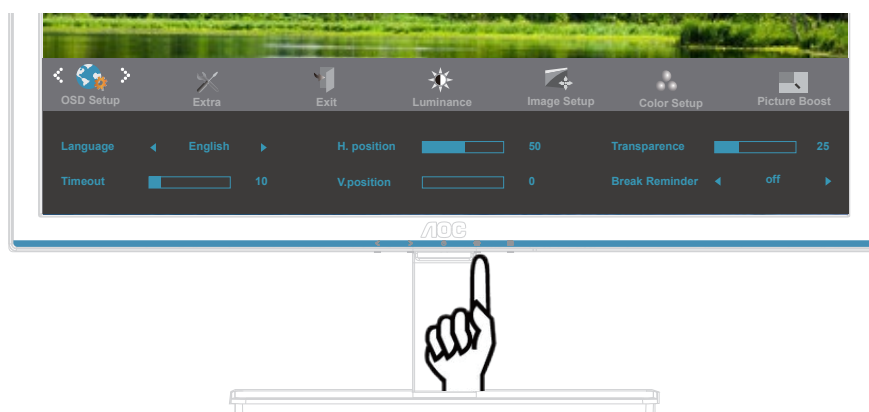 OSD Setup Extra Exit Luminance Image Setup Color Setup Picture Boost
Language English H. position 50 Transparence 25
Timeout 10 V.position 0 Break Reminder off
AOC